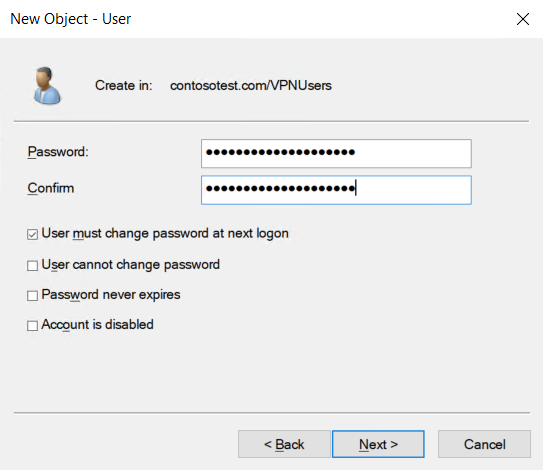 New Object - User
Create in: contosotest.com/VPNUsers
Password: ••••••••••••••••••••
Confirm ••••••••••••••••••••
User must change password at next logon
User cannot change password
Password never expires
Account is disabled
< Back Next > Cancel